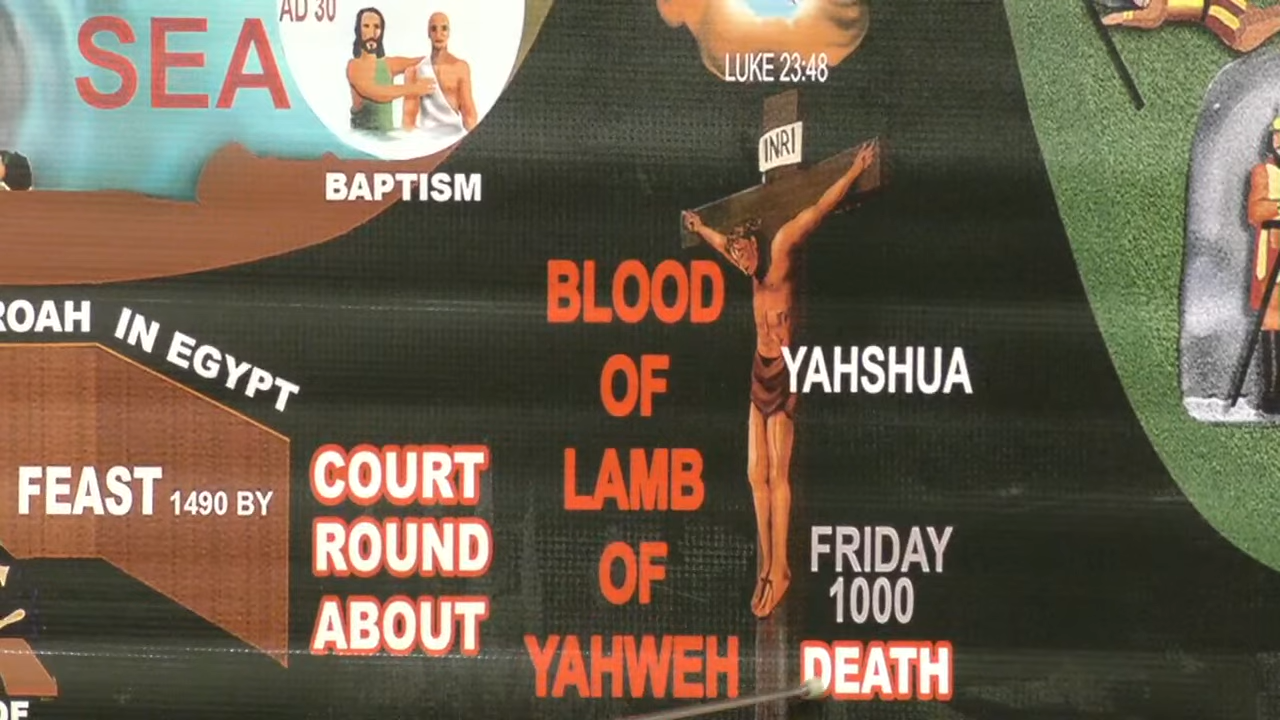 SEA
AD 30
BAPTISM
LUKE 23:48
INRI
BLOOD
OF
LAMB
OF
YAHWEH
YAHSHUA
IN EGYPT
FEAST 1490 BY
COURT
ROUND
ABOUT
FRIDAY
1000
DEATH